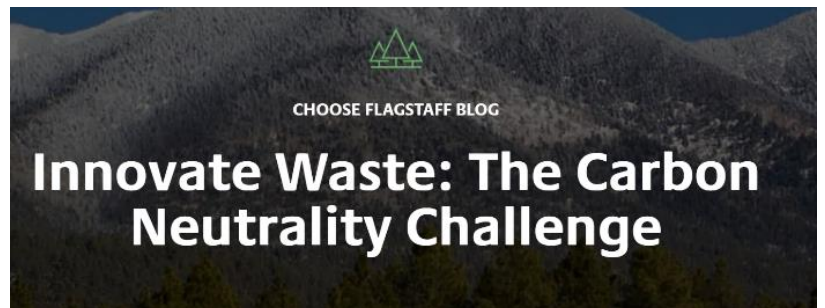 CHOOSE FLAGSTAFF BLOG
Innovate Waste: The Carbon
Neutrality Challenge